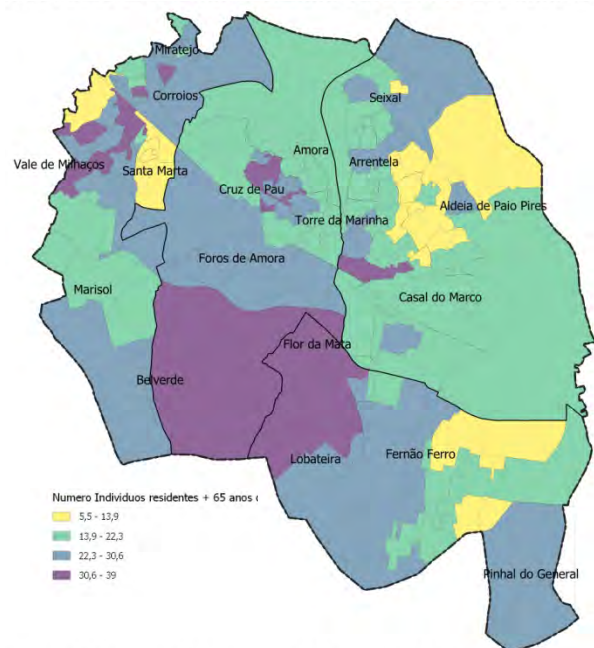 Miratejo
Corroios
Seixal
Amora
Arrentela
Vale de Milhaços
Santa Marta
Cruz de Pau
Aldeia de Paio Pires
Torre da Marinha
Foros de Amora
Marisol
Casal do Marco
Flor da Mata
Belverde
Lobateira
Fernão Ferro
Pinhal do General
Numero Individuos residentes + 65 anos
5,5 - 13,9
13,9 - 22,3
22,3 - 30,6
30,6 - 39